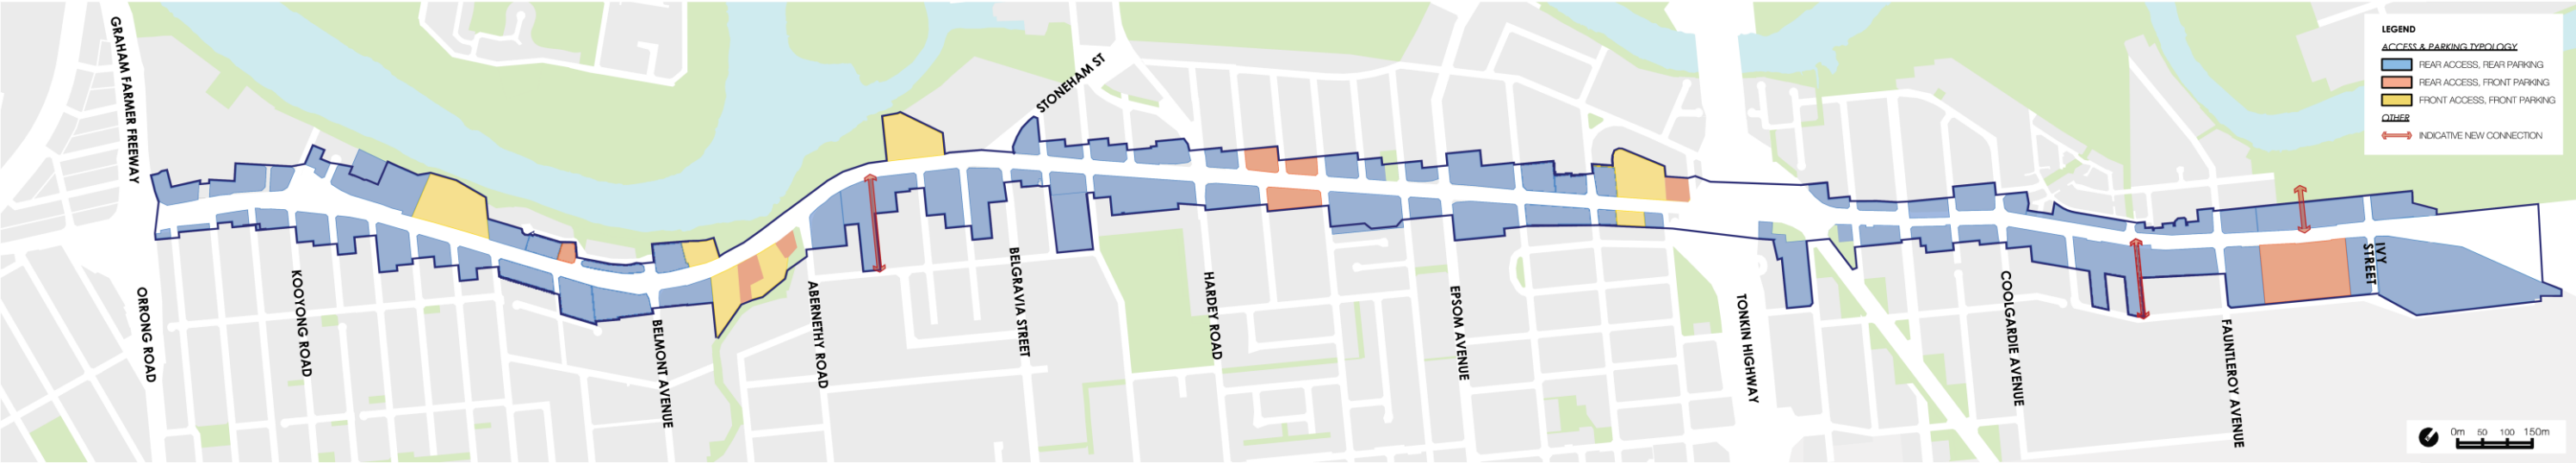 GRAHAM FARMER FREEWAY
ORRONG ROAD
KOOYONG ROAD
BELMONT AVENUE
ABERNETHY ROAD
BELGRAVIA STREET
STONEHAM ST
HARDEY ROAD
EPSOM AVENUE
TONKIN HIGHWAY
COOLGARDIE AVENUE
FAUNTLEROY AVENUE
IVY
STREET
LEGEND
ACCESS & PARKING TYPOLOGY
REAR ACCESS, REAR PARKING
REAR ACCESS, FRONT PARKING
FRONT ACCESS, FRONT PARKING
OTHER
INDICATIVE NEW CONNECTION
0m 50 100 150m